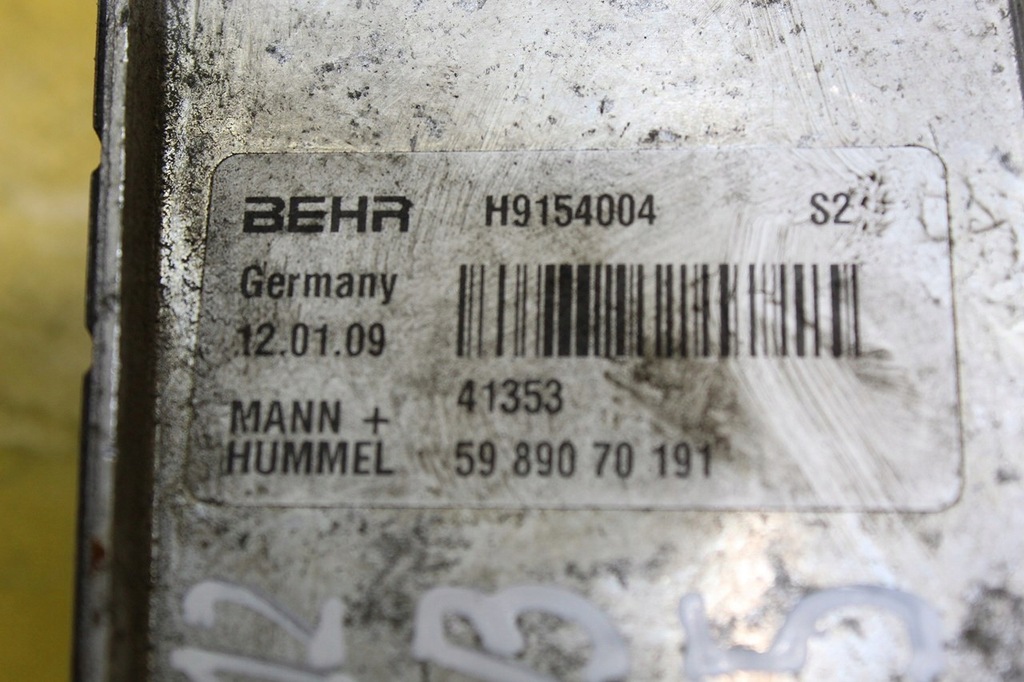 BEHR H9154004 S2
Germany
12.01.09
41353
MANN +
HUMMEL 59 890 70 191